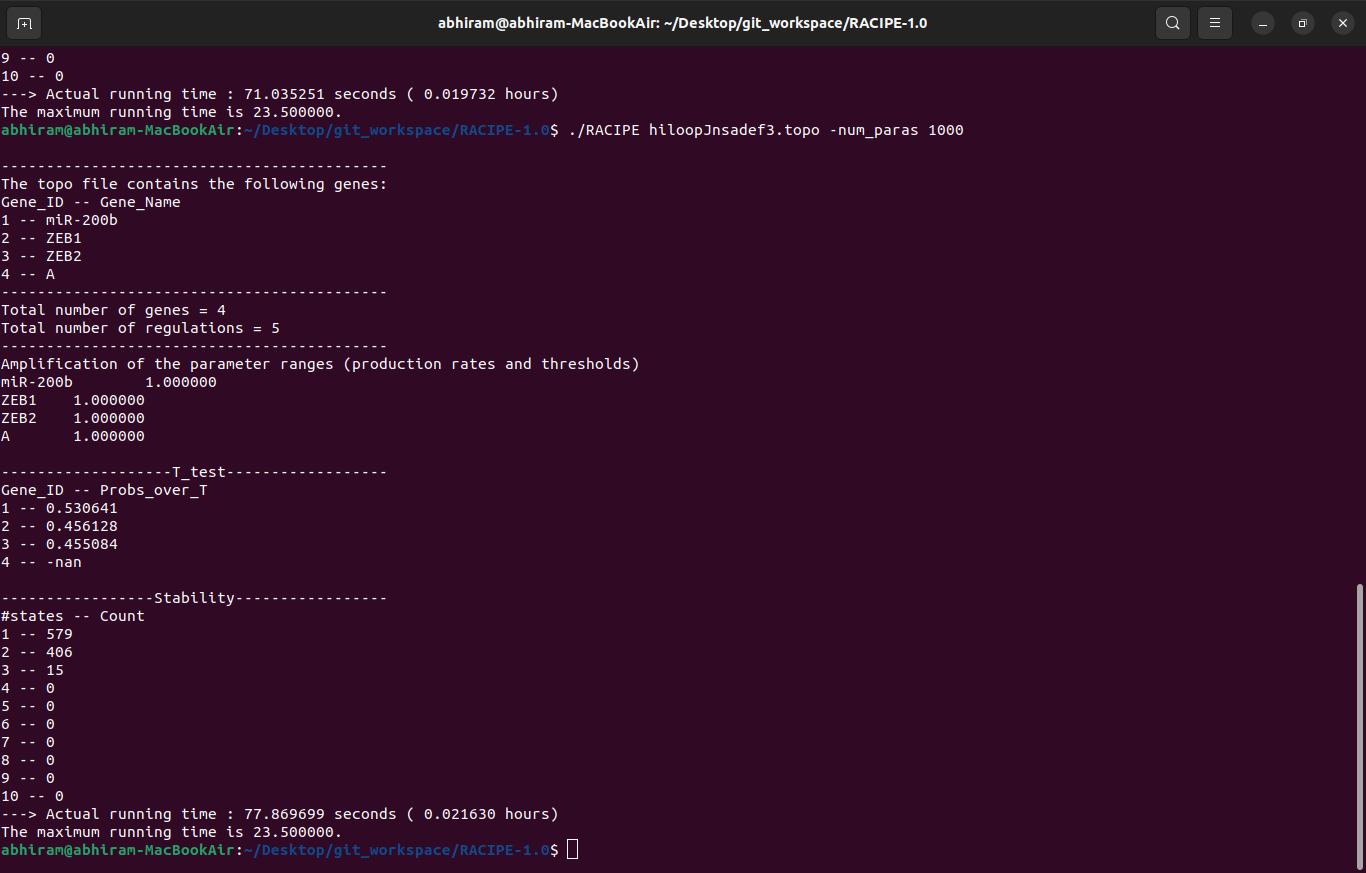 abhiram@abhiram-MacBookAir: ~/Desktop/git_workspace/RACIPE-1.0
9 -- 0
10 -- 0
---> Actual running time : 71.035251 seconds ( 0.019732 hours)
The maximum running time is 23.500000.
abhiram@abhiram-MacBookAir:~/Desktop/git_workspace/RACIPE-1.0$ ./RACIPE hiloopJnsadef3.topo -num_paras 1000
-------------------------------------------
The topo file contains the following genes:
Gene_ID -- Gene_Name
1 -- miR-200b
2 -- ZEB1
3 -- ZEB2
4 -- A
-------------------------------------------
Total number of genes = 4
Total number of regulations = 5
-------------------------------------------
Amplification of the parameter ranges (production rates and thresholds)
miR-200b        1.000000
ZEB1    1.000000
ZEB2    1.000000
A       1.000000
-------------------T_test------------------
Gene_ID -- Probs_over_T
1 -- 0.530641
2 -- 0.456128
3 -- 0.455084
4 -- -nan
-----------------Stability-----------------
#states -- Count
1 -- 579
2 -- 406
3 -- 15
4 -- 0
5 -- 0
6 -- 0
7 -- 0
8 -- 0
9 -- 0
10 -- 0
---> Actual running time : 77.869699 seconds ( 0.021630 hours)
The maximum running time is 23.500000.
abhiram@abhiram-MacBookAir:~/Desktop/git_workspace/RACIPE-1.0$